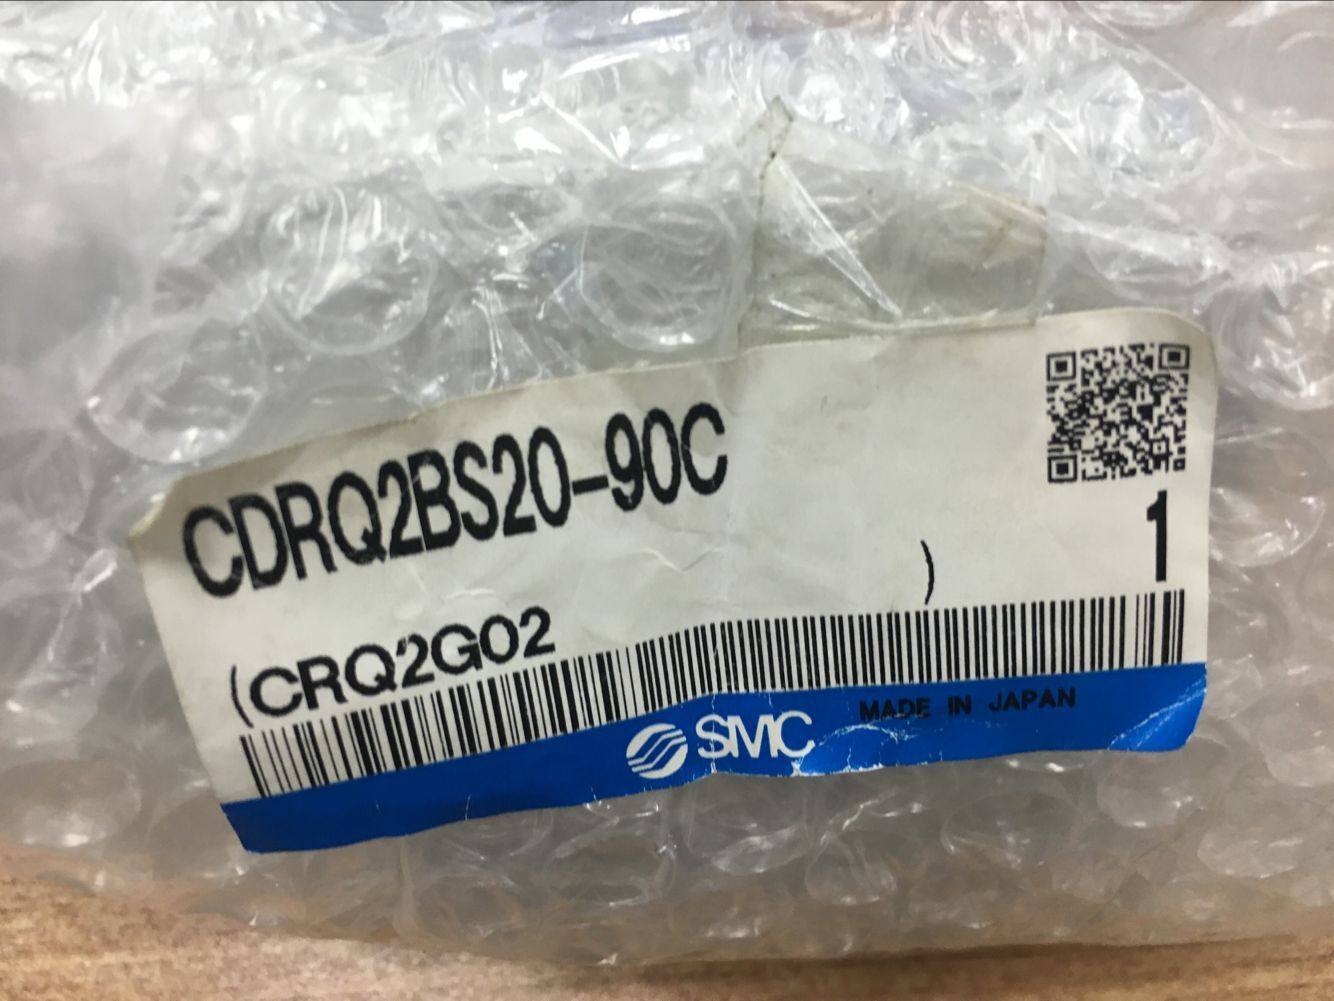 CDRQ2BS20-90C
1
(CRQ2G02 )
SMC MADE IN JAPAN